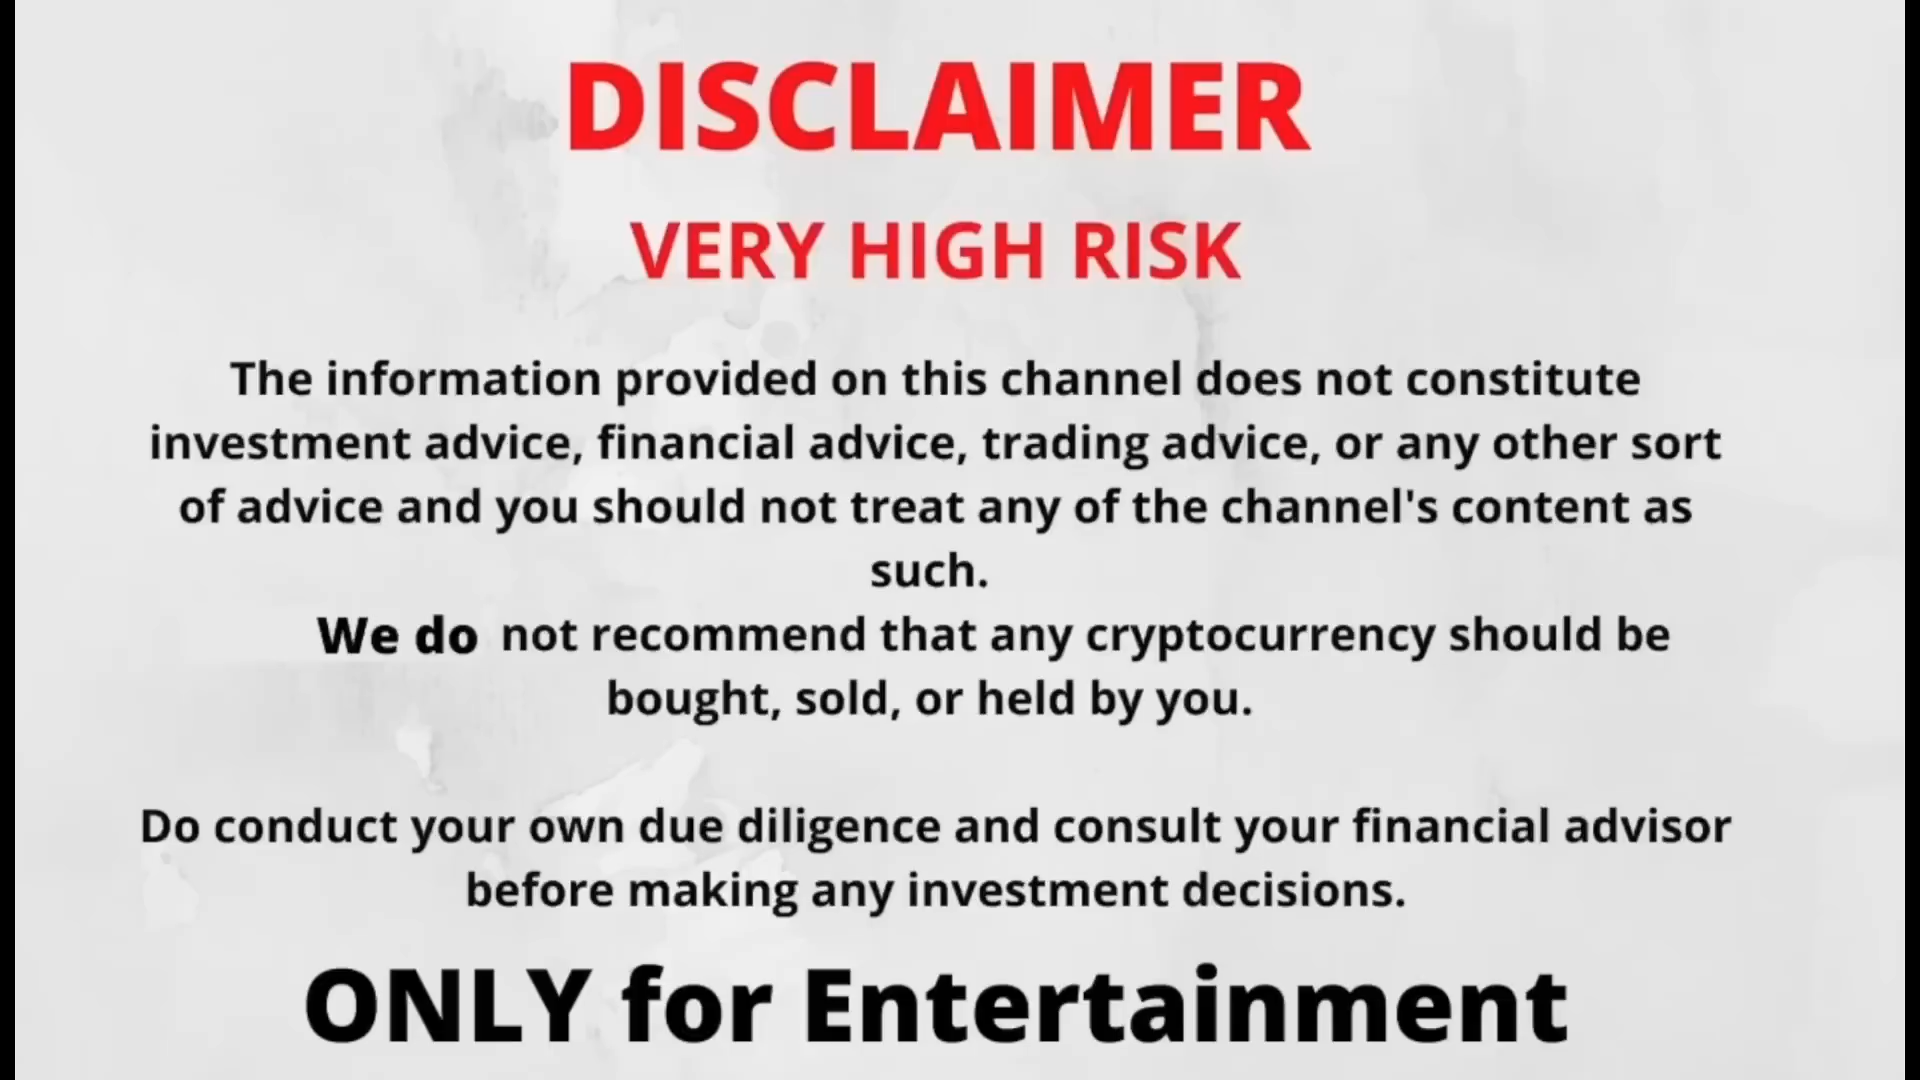 DISCLAIMER
VERY HIGH RISK
The information provided on this channel does not constitute
investment advice, financial advice, trading advice, or any other sort
of advice and you should not treat any of the channel's content as
such.
We do not recommend that any cryptocurrency should be
bought, sold, or held by you.
Do conduct your own due diligence and consult your financial advisor
before making any investment decisions.
ONLY for Entertainment